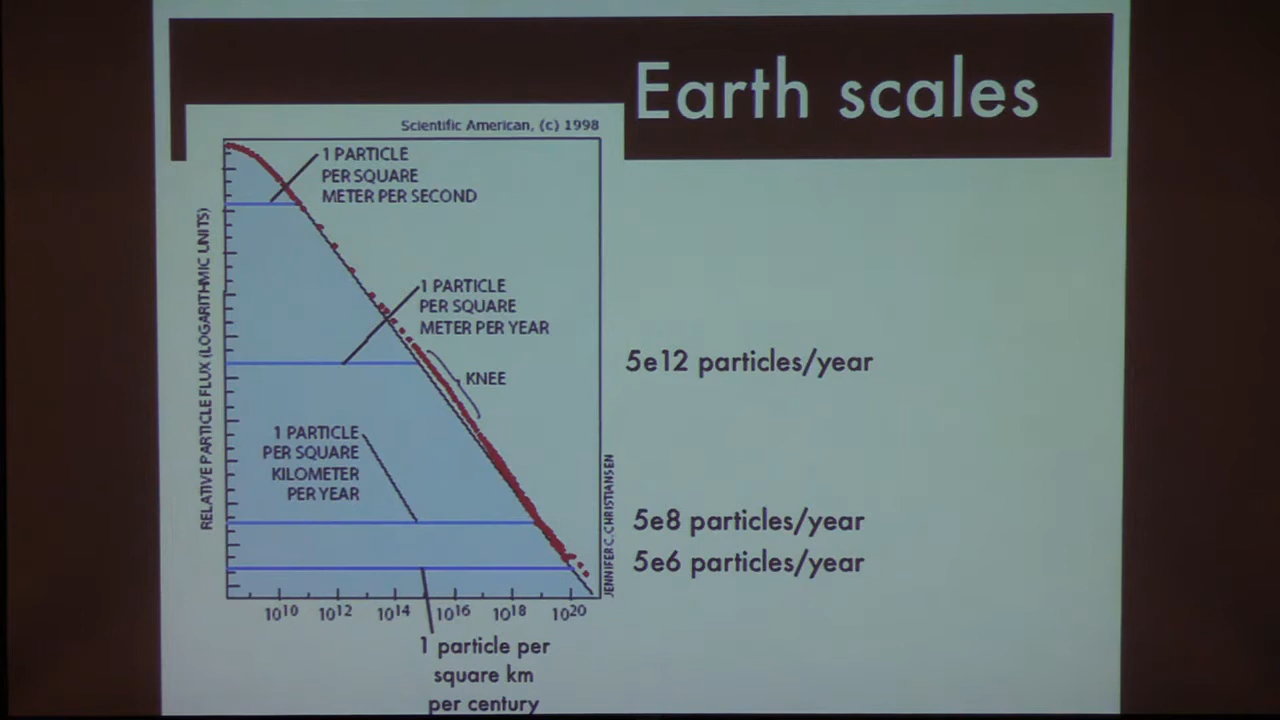 Earth scales
Scientific American, (c) 1998
1 PARTICLE
PER SQUARE
METER PER SECOND
1 PARTICLE
PER SQUARE
METER PER YEAR
KNEE
1 PARTICLE
PER SQUARE
KILOMETER
PER YEAR
RELATIVE PARTICLE FLUX (LOGARITHMIC UNITS)
JENNIFER C. CHRISTIANSEN
10¹⁰ 10¹² 10¹⁴ 10¹⁶ 10¹⁸ 10²⁰
1 particle per
square km
per century
5e12 particles/year
5e8 particles/year
5e6 particles/year